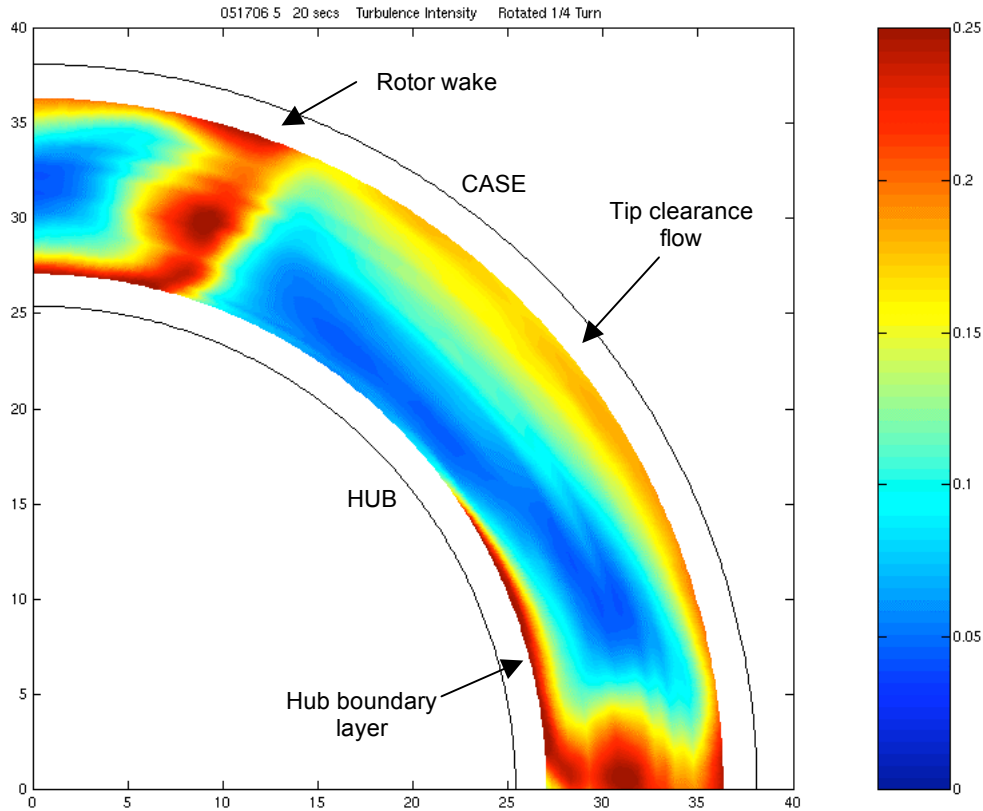 051706 5 20 secs Turbulence Intensity Rotated 1/4 Turn
40
35
30
25
20
15
10
5
0
0 5 10 15 20 25 30 35 40
Rotor wake
CASE
Tip clearance
flow
HUB
Hub boundary
layer
0.25
0.2
0.15
0.1
0.05
0